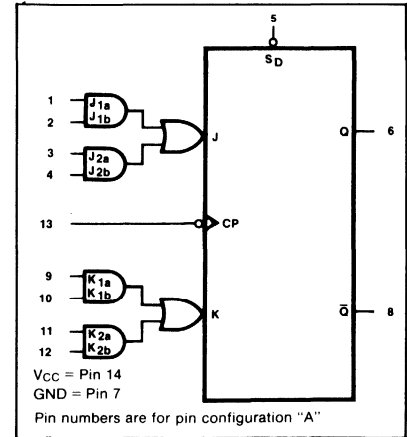 5
S_D
1
J1a
2
J1b
J
Q
6
3
J2a
4
J2b
13
CP
9
K1a
10
K1b
K
Q̅
8
11
K2a
12
K2b
VCC = Pin 14
GND = Pin 7
Pin numbers are for pin configuration "A"